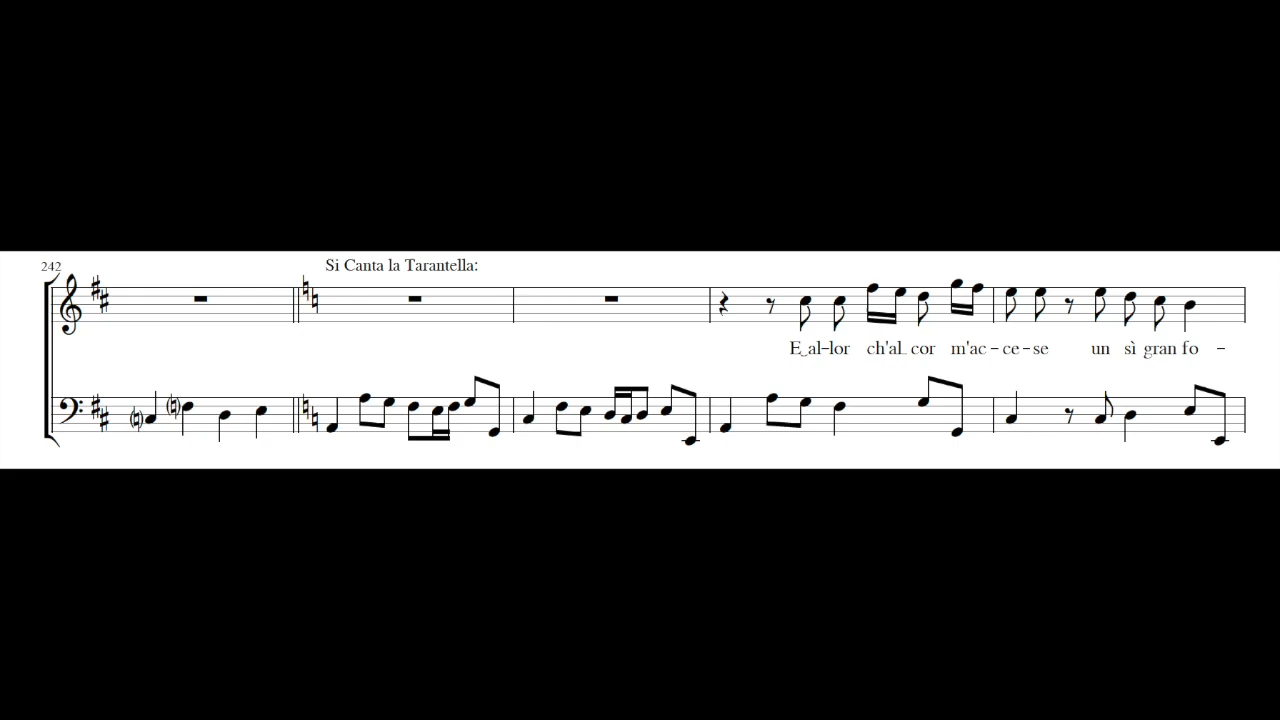 242
Si Canta la Tarantella:
E‿al-lor ch'al cor m'ac-ce-se un sì gran fo-